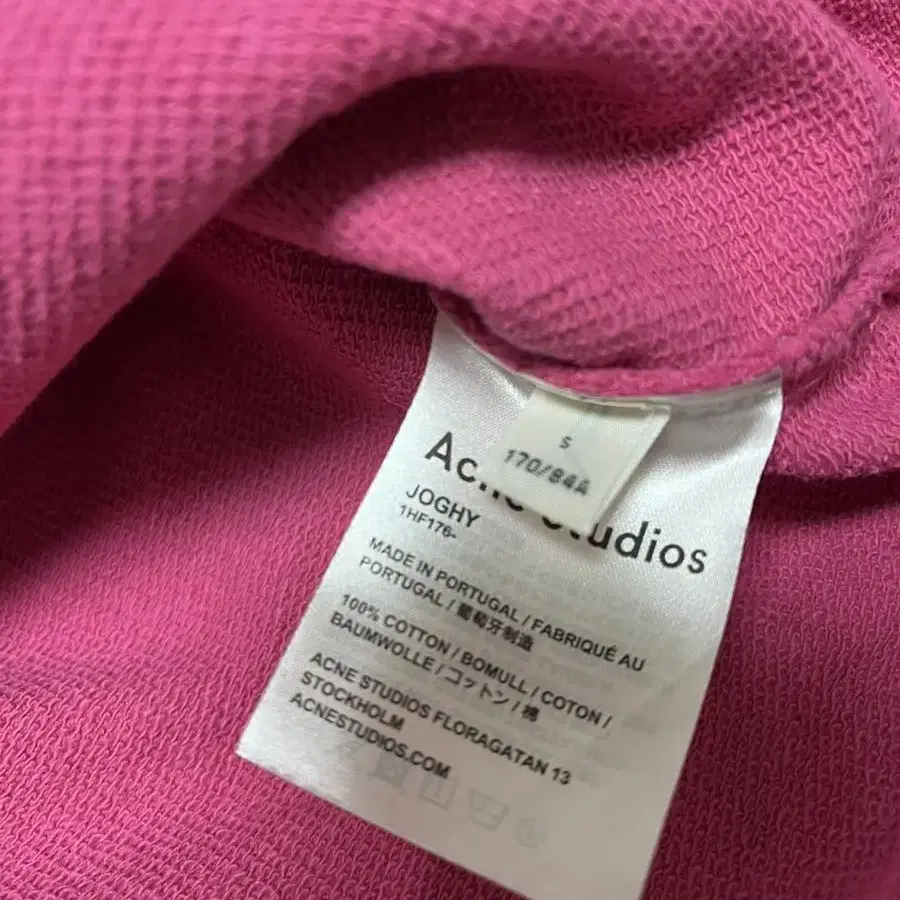 S
170/84A
Acne Studios
JOGHY
1HF176-
MADE IN PORTUGAL / FABRIQUÉ AU
PORTUGAL / 葡萄牙制造
100% COTTON / BOMULL / COTON /
BAUMWOLLE / コットン / 棉
ACNE STUDIOS FLORAGATAN 13
STOCKHOLM
ACNESTUDIOS.COM